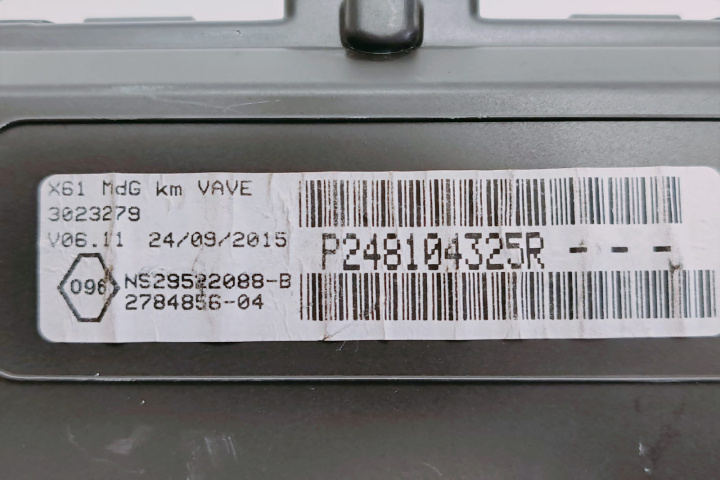 X61 MdG km VAVE
3023279
V06.11 24/09/2015
P248104325R - - -
096
NS29522088-B
2784856-04